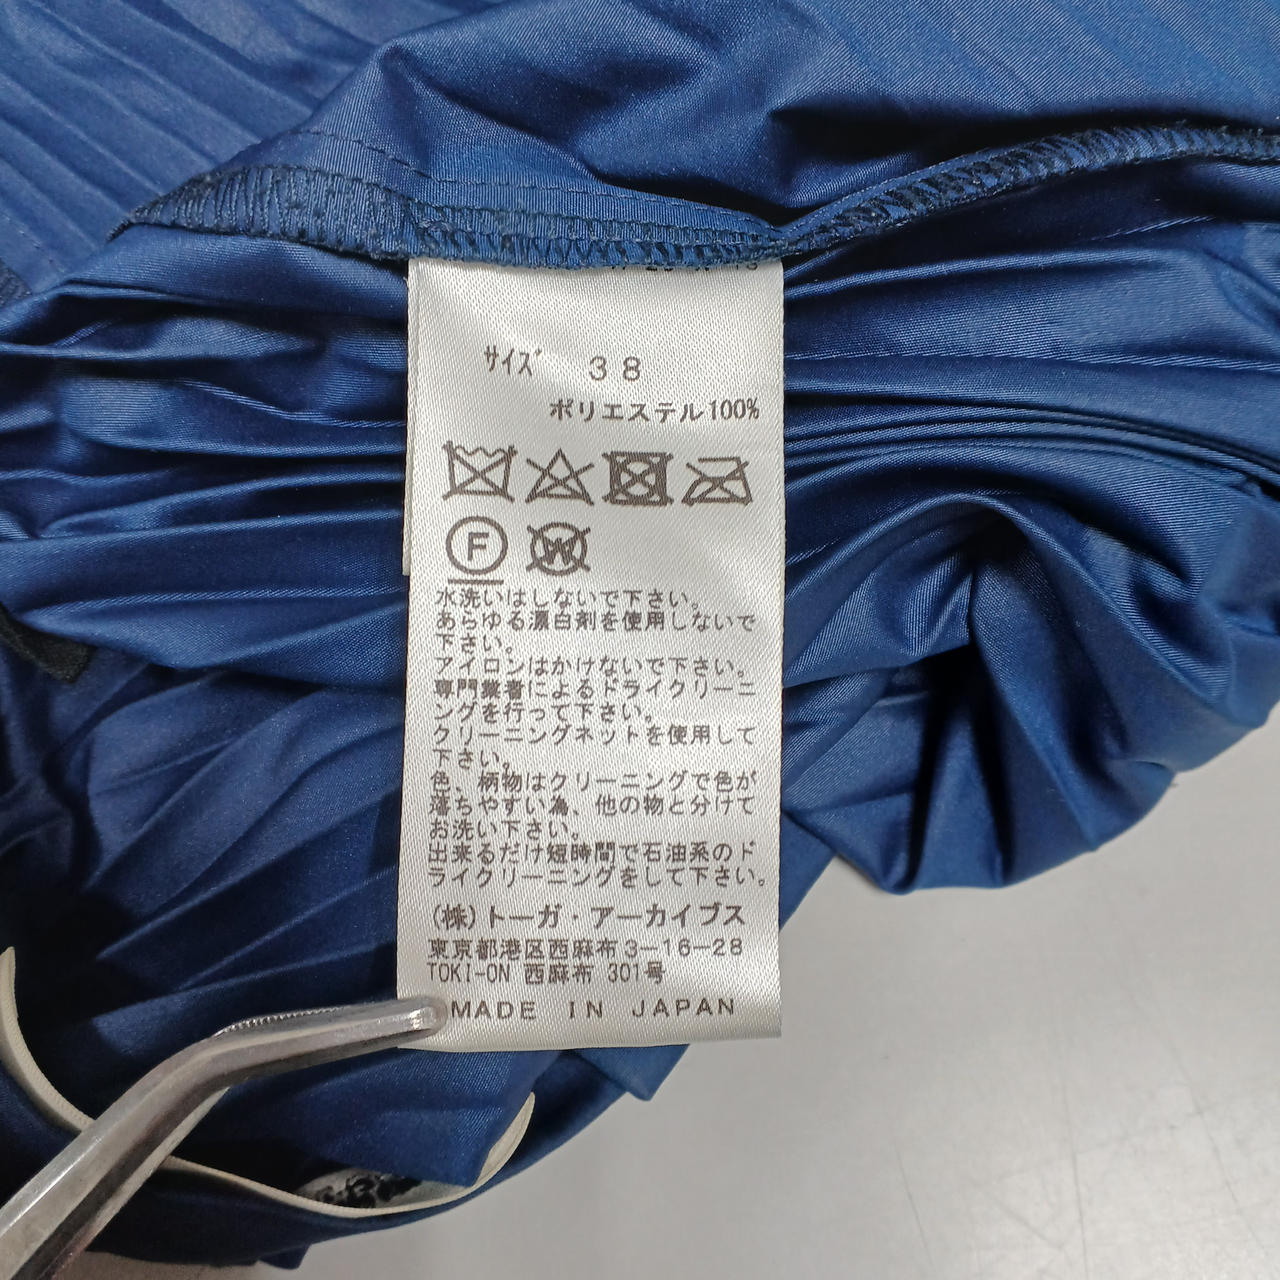 サイズ 38
ポリエステル100%
F
W
水洗いはしないで下さい。
あらゆる漂白剤を使用しないで
下さい。
アイロンはかけないで下さい。
専門業者によるドライクリーニ
ングを行って下さい。
クリーニングネットを使用して
下さい。
色、柄物はクリーニングで色が
落ちやすい為、他の物と分けて
お洗い下さい。
出来るだけ短時間で石油系のド
ライクリーニングをして下さい。
(株)トーガ・アーカイブス
東京都港区西麻布3-16-28
TOKI-ON 西麻布 301号
MADE IN JAPAN